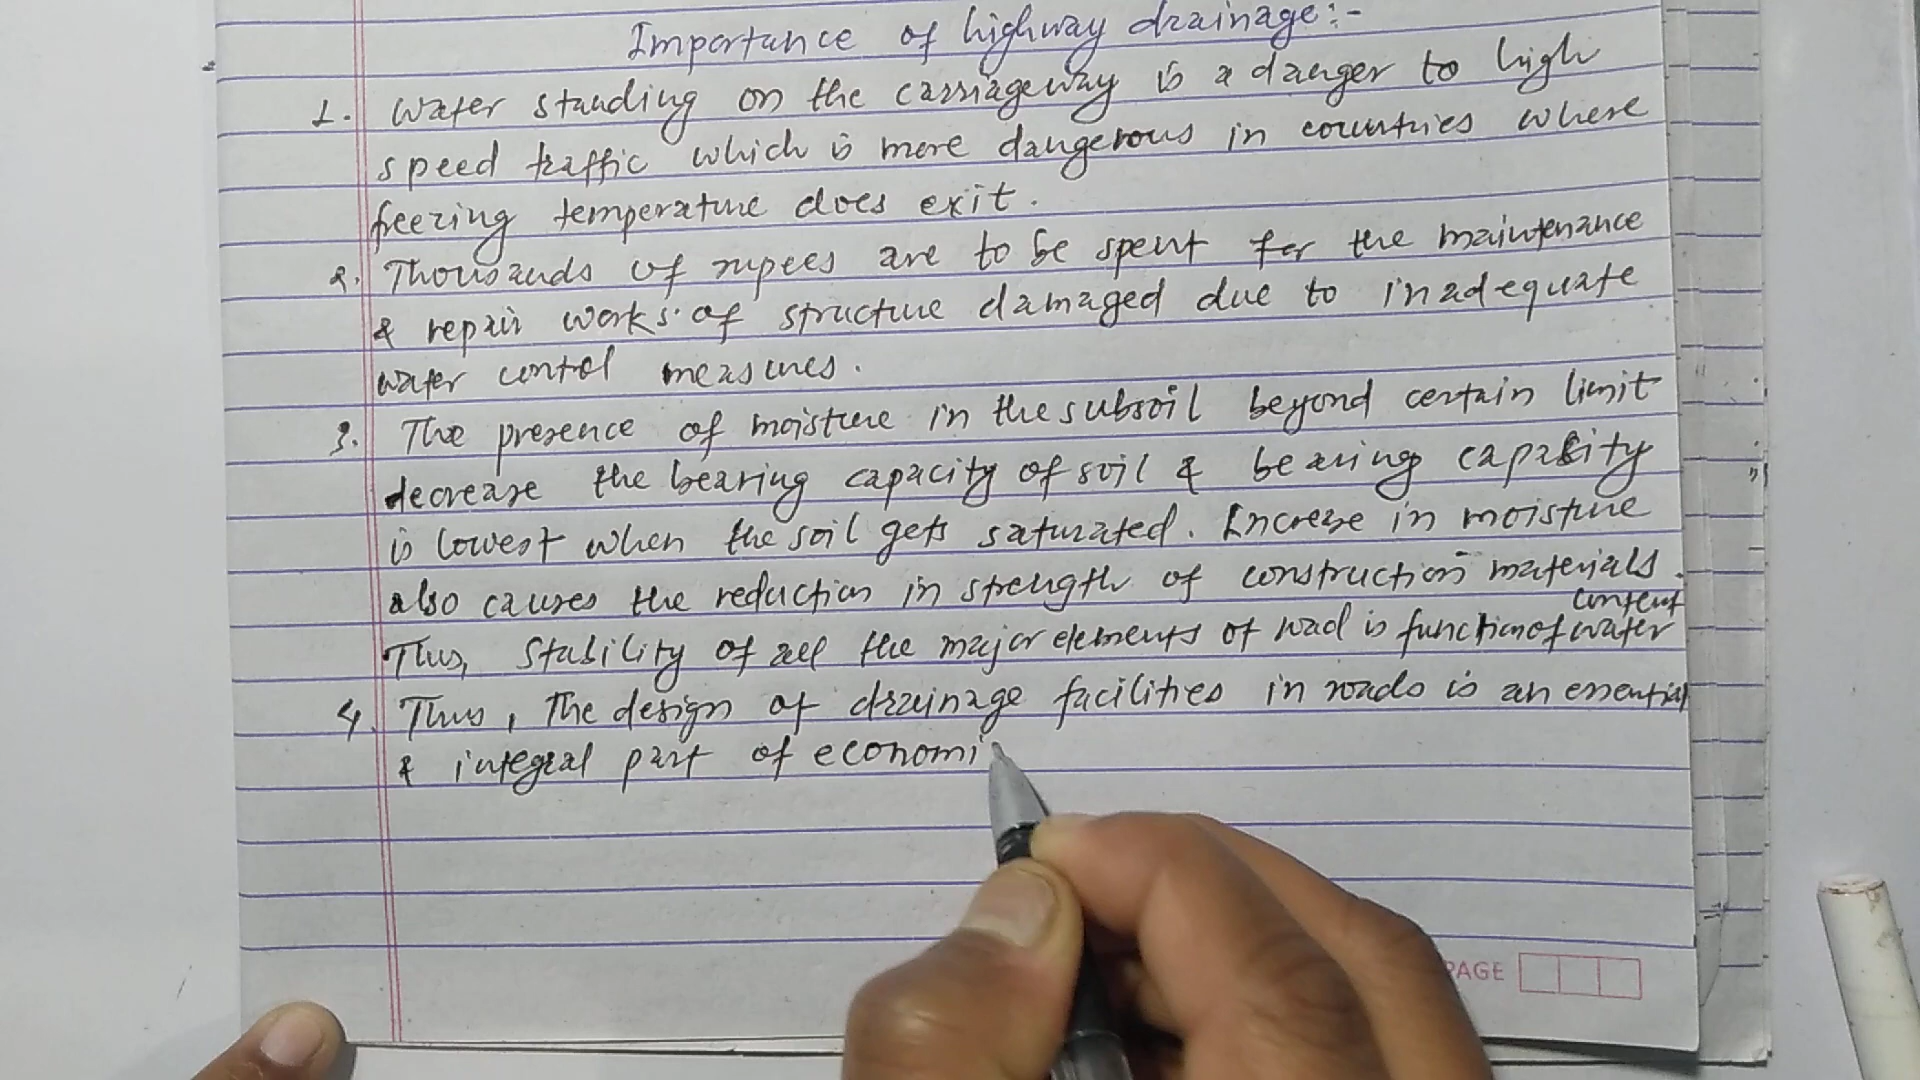 Importance of highway drainage:-
1. Water standing on the carriageway is a danger to high
speed traffic which is more dangerous in countries where
freezing temperature does exit.
2. Thousands of rupees are to be spent for the maintenance
& repair works of structure damaged due to inadequate
water contol measures.
3. The presence of moisture in the subsoil beyond certain limit
decrease the bearing capacity of soil & bearing capacity
is lowest when the soil gets saturated. Increase in moisture
also causes the reduction in strength of construction materials.
Thus, Stability of all the major elements of road is function of water content
4. Thus, The design of drainage facilities in roads is an essential
& integral part of economi
PAGE